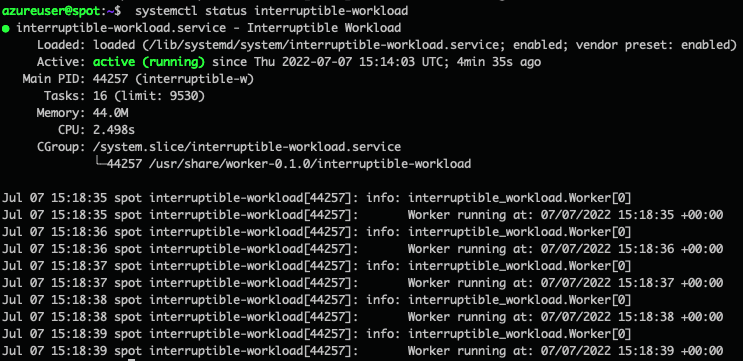 azureuser@spot:~$  systemctl status interruptible-workload
● interruptible-workload.service - Interruptible Workload
     Loaded: loaded (/lib/systemd/system/interruptible-workload.service; enabled; vendor preset: enabled)
     Active: active (running) since Thu 2022-07-07 15:14:03 UTC; 4min 35s ago
   Main PID: 44257 (interruptible-w)
      Tasks: 16 (limit: 9530)
     Memory: 44.0M
        CPU: 2.498s
     CGroup: /system.slice/interruptible-workload.service
             └─44257 /usr/share/worker-0.1.0/interruptible-workload
Jul 07 15:18:35 spot interruptible-workload[44257]: info: interruptible_workload.Worker[0]
Jul 07 15:18:35 spot interruptible-workload[44257]:       Worker running at: 07/07/2022 15:18:35 +00:00
Jul 07 15:18:36 spot interruptible-workload[44257]: info: interruptible_workload.Worker[0]
Jul 07 15:18:36 spot interruptible-workload[44257]:       Worker running at: 07/07/2022 15:18:36 +00:00
Jul 07 15:18:37 spot interruptible-workload[44257]: info: interruptible_workload.Worker[0]
Jul 07 15:18:37 spot interruptible-workload[44257]:       Worker running at: 07/07/2022 15:18:37 +00:00
Jul 07 15:18:38 spot interruptible-workload[44257]: info: interruptible_workload.Worker[0]
Jul 07 15:18:38 spot interruptible-workload[44257]:       Worker running at: 07/07/2022 15:18:38 +00:00
Jul 07 15:18:39 spot interruptible-workload[44257]: info: interruptible_workload.Worker[0]
Jul 07 15:18:39 spot interruptible-workload[44257]:       Worker running at: 07/07/2022 15:18:39 +00:00